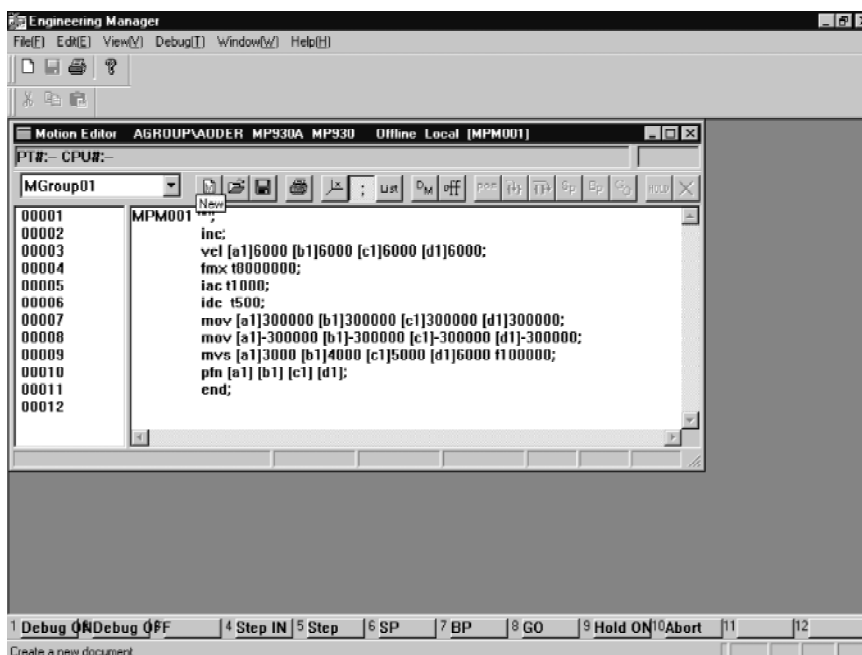 Engineering Manager
File(F) Edit(E) View(V) Debug(T) Window(W) Help(H)
Motion Editor AGROUP\AODER MP930A MP930 Offline Local [MPM001]
PT#:– CPU#:–
MGroup01
; List DM off HOLD
New
00001 MPM001 "";
00002 inc;
00003 vel [a1]6000 [b1]6000 [c1]6000 [d1]6000;
00004 fmx t8000000;
00005 iac t1000;
00006 idc t500;
00007 mov [a1]300000 [b1]300000 [c1]300000 [d1]300000;
00008 mov [a1]-300000 [b1]-300000 [c1]-300000 [d1]-300000;
00009 mvs [a1]3000 [b1]4000 [c1]5000 [d1]6000 f100000;
00010 pfn [a1] [b1] [c1] [d1];
00011 end;
00012
1 Debug ON Debug OFF 4 Step IN 5 Step 6 SP 7 BP 8 GO 9 Hold ON 10 Abort 11 12
Create a new document